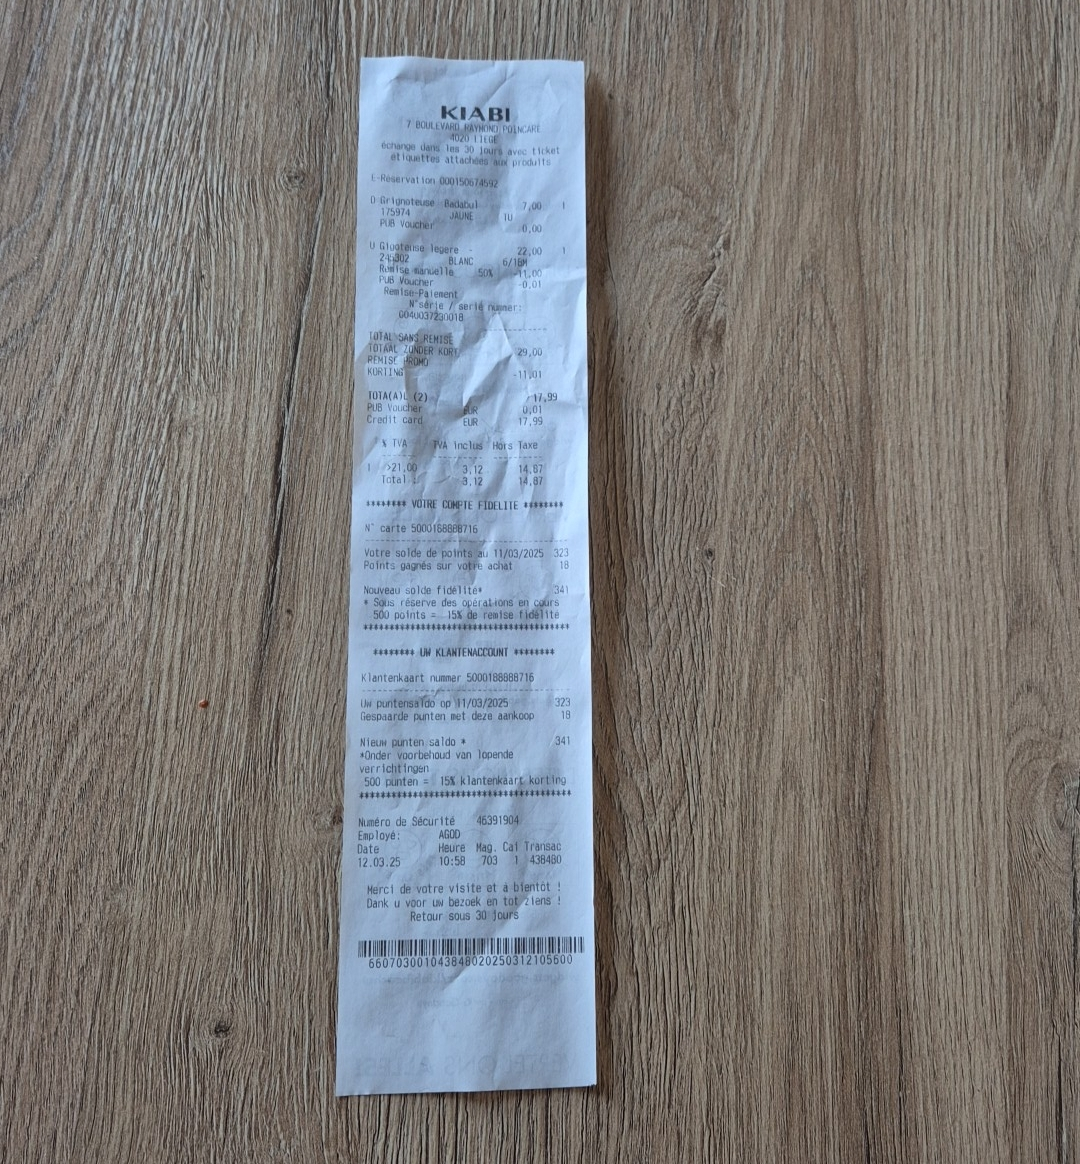 KIABI
7 BOULEVARD RAYMOND POINCARE
4020 LIEGE
échange dans les 30 jours avec ticket
étiquettes attachées aux produits
E-Réservation 000150674592
D Grignoteuse Badabul 7,00 1
175974 JAUNE TU
PUB Voucher 0,00
U Gigoteuse legere - 22,00 1
BLANC 6/18M
Remise manuelle 50% -11,00
PUB Voucher -0,01
Remise-Paiement
N°série / serie nummer:
0040037230018
TOTAL SANS REMISE
TOTAAL ZONDER KORT. 29,00
REMISE PROMO
KORTING -11,01
TOTA(A)L (2) 17,99
PUB Voucher EUR 0,01
Credit card EUR 17,99
% TVA TVA Inclus Hors Taxe
1 >21,00 3,12 14,87
Total : 3,12 14,87
******** VOTRE COMPTE FIDELITE ********
N° carte 5000188888716
Votre solde de points au 11/03/2025 323
Points gagnés sur votre achat 18
Nouveau solde fidélité* 341
* Sous réserve des opérations en cours
500 points = 15% de remise fidélité
****************************************
******** UW KLANTENACCOUNT ********
Klantenkaart nummer 5000188888716
Uw puntensaldo op 11/03/2025 323
Gespaarde punten met deze aankoop 18
Nieuw punten saldo * 341
*Onder voorbehoud van lopende
verrichtingen
500 punten = 15% klantenkaart korting
****************************************
Numéro de Sécurité 46391904
Employé: AGOD
Date Heure Mag. Cai Transac
12.03.25 10:58 703 1 438480
Merci de votre visite et à bientôt !
Dank u voor uw bezoek en tot ziens !
Retour sous 30 jours
6607030010438480202503121056​00